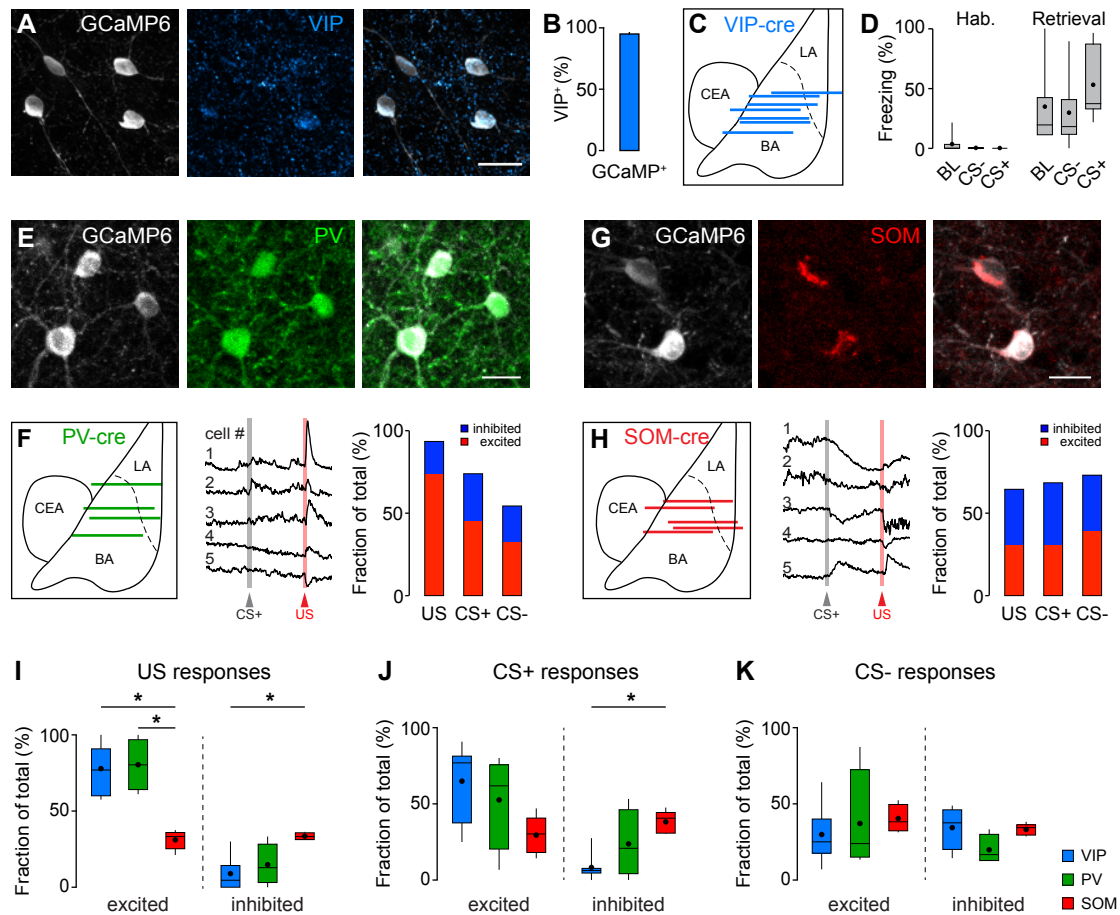 A
GCaMP6
VIP
B
VIP+ (%)
100
50
0
GCaMP+
C
VIP-cre
LA
CEA
BA
D
Hab.
Retrieval
Freezing (%)
100
50
0
BL
CS-
CS+
BL
CS-
CS+
E
GCaMP6
PV
G
GCaMP6
SOM
F
PV-cre
LA
CEA
BA
cell #
1
2
3
4
5
CS+
US
Fraction of total (%)
100
50
0
inhibited
excited
US
CS+
CS-
H
SOM-cre
LA
CEA
BA
1
2
3
4
5
CS+
US
Fraction of total (%)
100
50
0
inhibited
excited
US
CS+
CS-
I
US responses
*
*
*
Fraction of total (%)
100
50
0
excited
inhibited
J
CS+ responses
*
Fraction of total (%)
100
50
0
excited
inhibited
K
CS- responses
Fraction of total (%)
100
50
0
excited
inhibited
VIP
PV
SOM